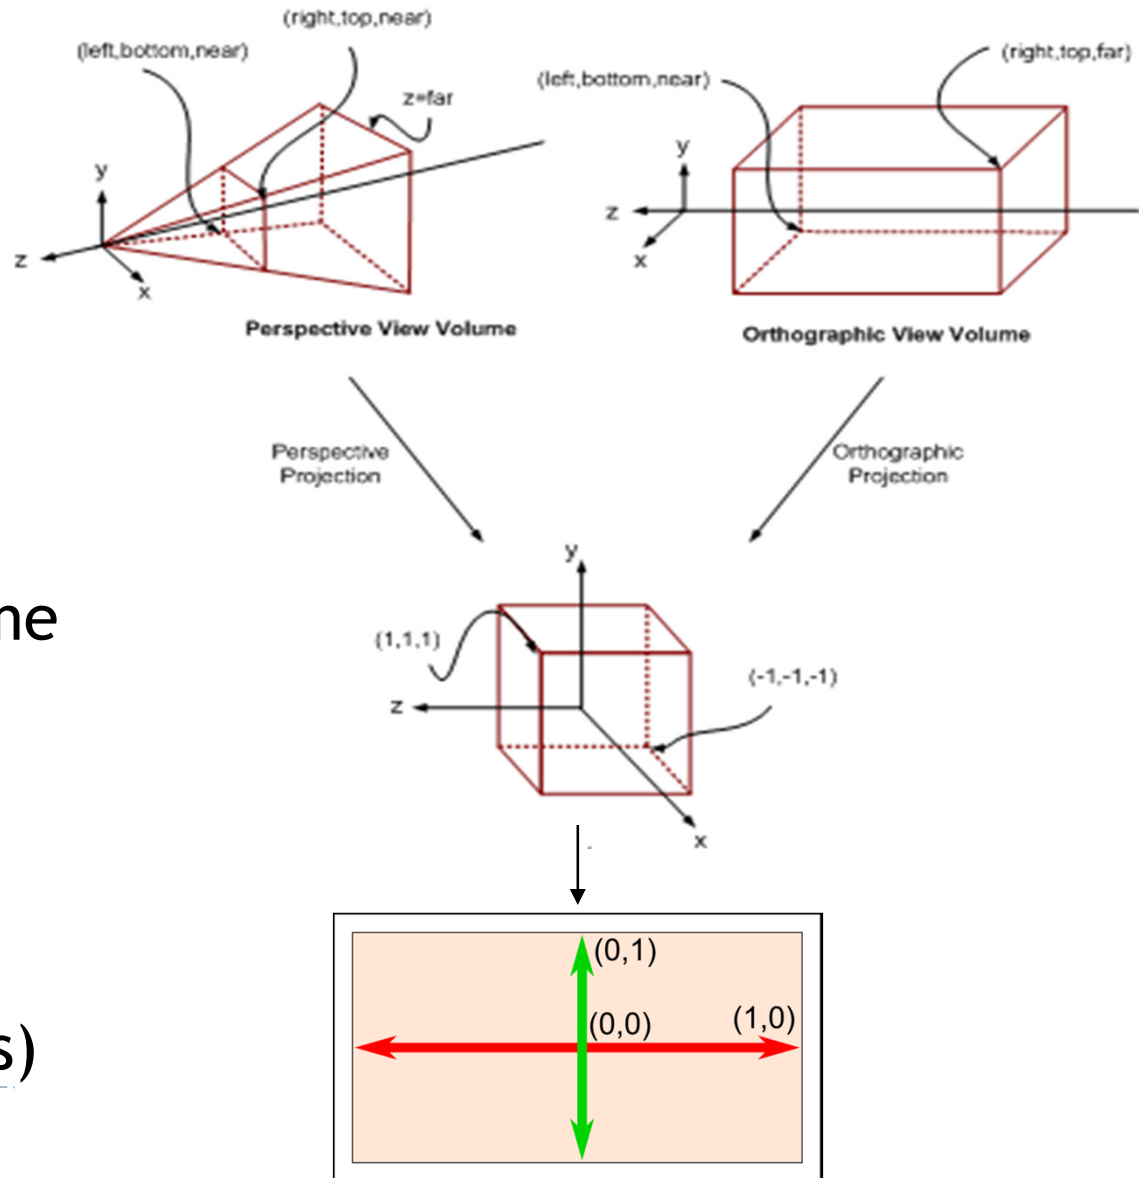 (right,top,near)
(left,bottom,near)
z=far
y
z
x
Perspective View Volume
(left,bottom,near)
(right,top,far)
y
z
x
Orthographic View Volume
Perspective
Projection
Orthographic
Projection
ne
y
(1,1,1)
(-1,-1,-1)
z
x
s)
(0,1)
(0,0)
(1,0)